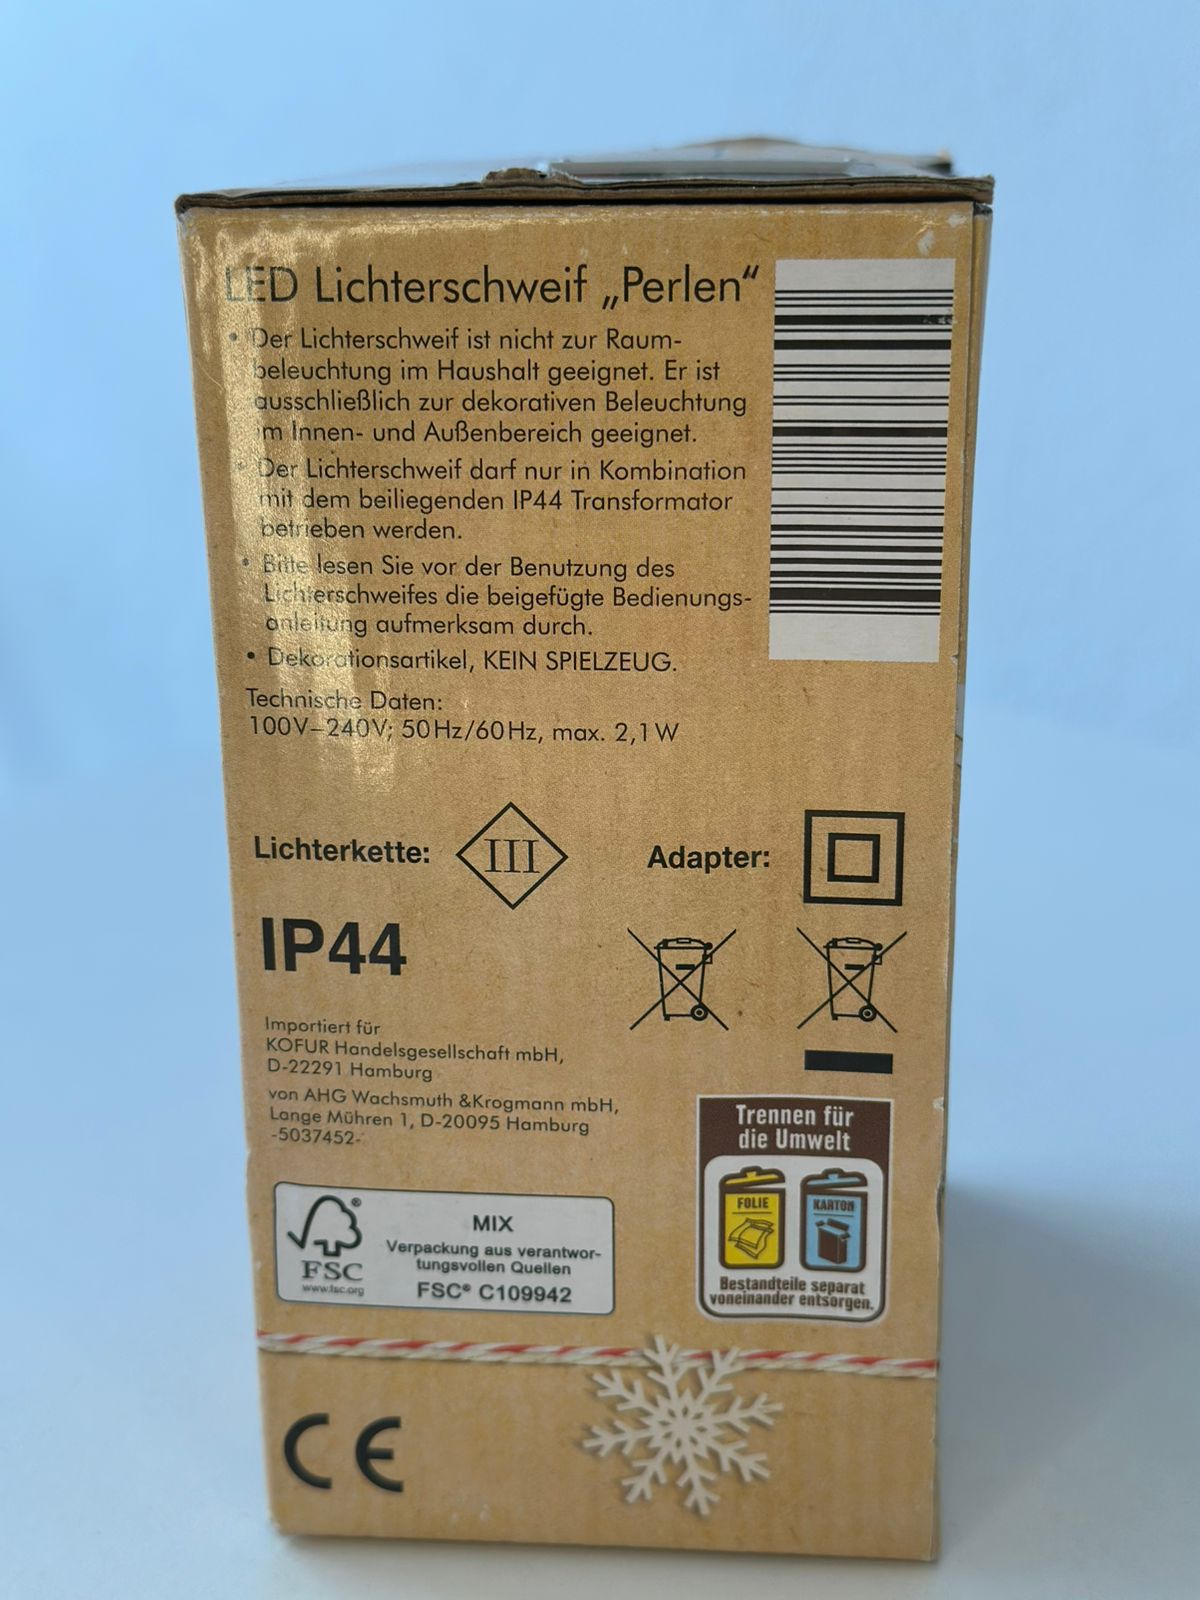 LED Lichterschweif „Perlen“
• Der Lichterschweif ist nicht zur Raum-
beleuchtung im Haushalt geeignet. Er ist
ausschließlich zur dekorativen Beleuchtung
im Innen- und Außenbereich geeignet.
• Der Lichterschweif darf nur in Kombination
mit dem beiliegenden IP44 Transformator
betrieben werden.
• Bitte lesen Sie vor der Benutzung des
Lichterschweifes die beigefügte Bedienungs-
anleitung aufmerksam durch.
• Dekorationsartikel, KEIN SPIELZEUG.
Technische Daten:
100V–240V; 50Hz/60Hz, max. 2,1W
Lichterkette: III Adapter:
IP44
Importiert für
KOFUR Handelsgesellschaft mbH,
D-22291 Hamburg
von AHG Wachsmuth &Krogmann mbH,
Lange Mühren 1, D-20095 Hamburg
-5037452-
Trennen für
die Umwelt
FOLIE KARTON
Bestandteile separat
voneinander entsorgen.
FSC®
www.fsc.org
MIX
Verpackung aus verantwor-
tungsvollen Quellen
FSC® C109942
CE